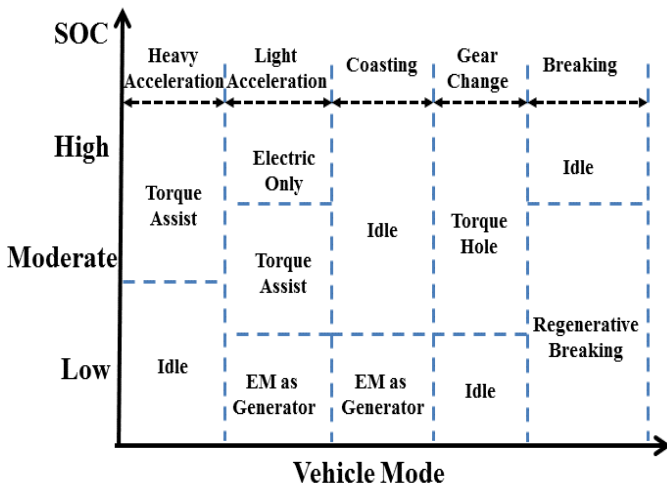 SOC
Heavy
Acceleration
Light
Acceleration
Coasting
Gear
Change
Breaking
High
Moderate
Low
Torque
Assist
Idle
Electric
Only
Torque
Assist
EM as
Generator
Idle
EM as
Generator
Torque
Hole
Idle
Idle
Regenerative
Breaking
Vehicle Mode